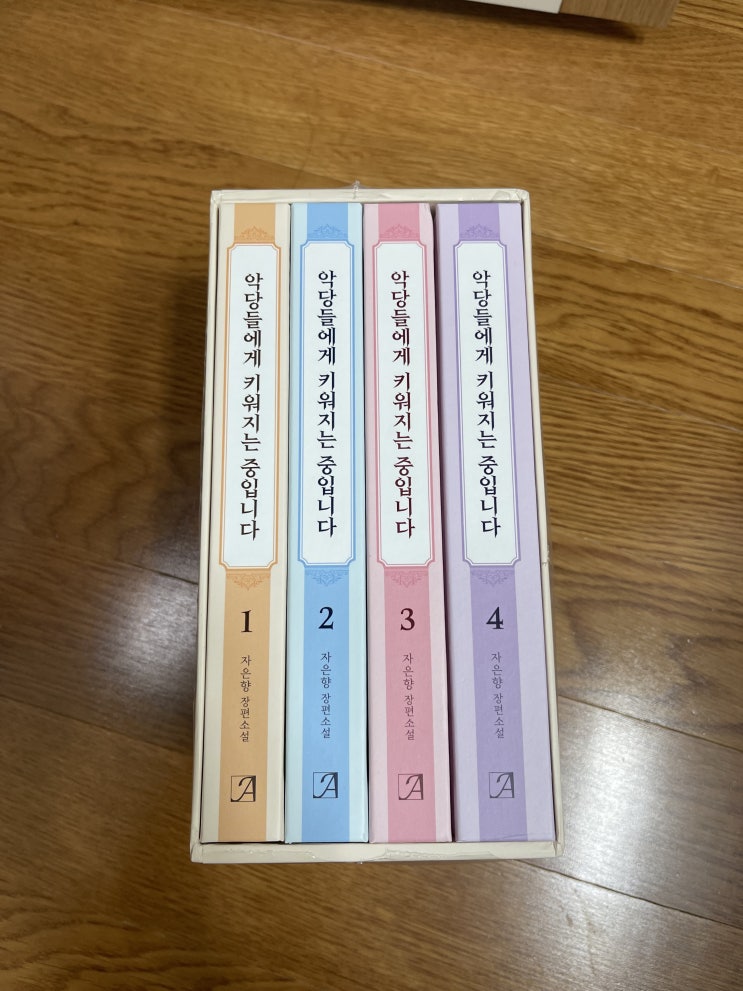 악당들에게 키워지는 중입니다
1
자은향 장편소설
A
악당들에게 키워지는 중입니다
2
자은향 장편소설
A
악당들에게 키워지는 중입니다
3
자은향 장편소설
A
악당들에게 키워지는 중입니다
4
자은향 장편소설
A